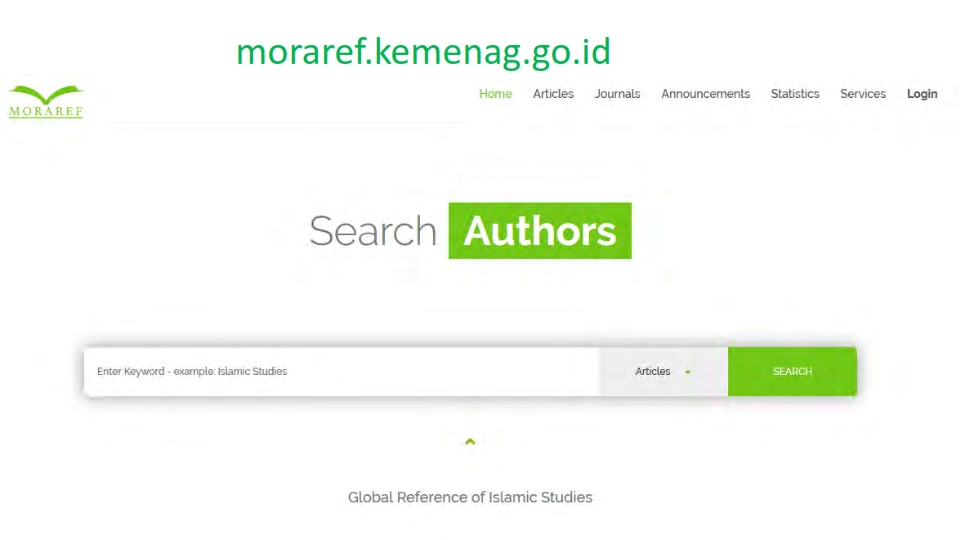 moraref.kemenag.go.id
MORAREF
Home Articles Journals Announcements Statistics Services Login
Search Authors
Enter Keyword - example: Islamic Studies Articles SEARCH
Global Reference of Islamic Studies